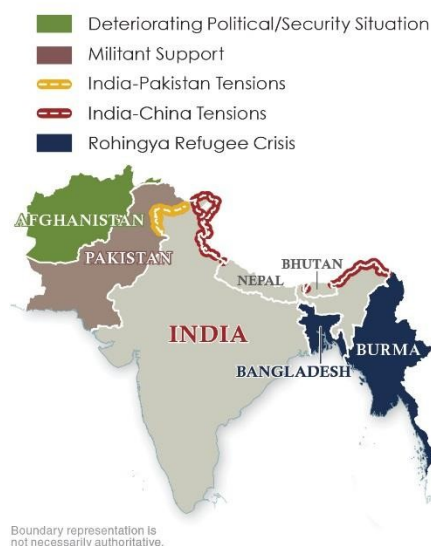 Deteriorating Political/Security Situation
Militant Support
India-Pakistan Tensions
India-China Tensions
Rohingya Refugee Crisis
AFGHANISTAN
PAKISTAN
NEPAL
BHUTAN
INDIA
BANGLADESH
BURMA
Boundary representation is
not necessarily authoritative.